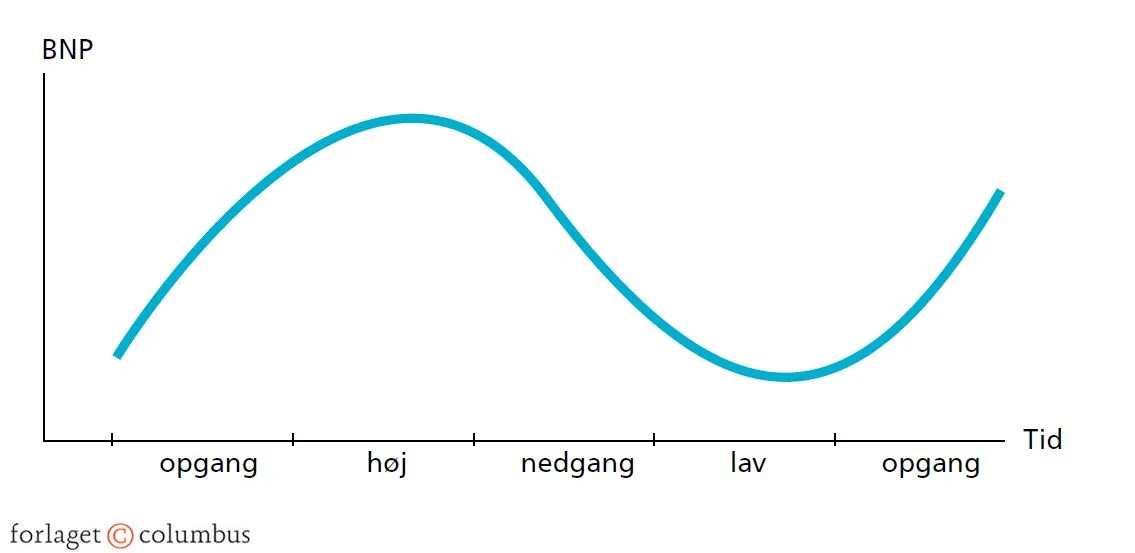 BNP
Tid
opgang høj nedgang lav opgang
forlaget © columbus